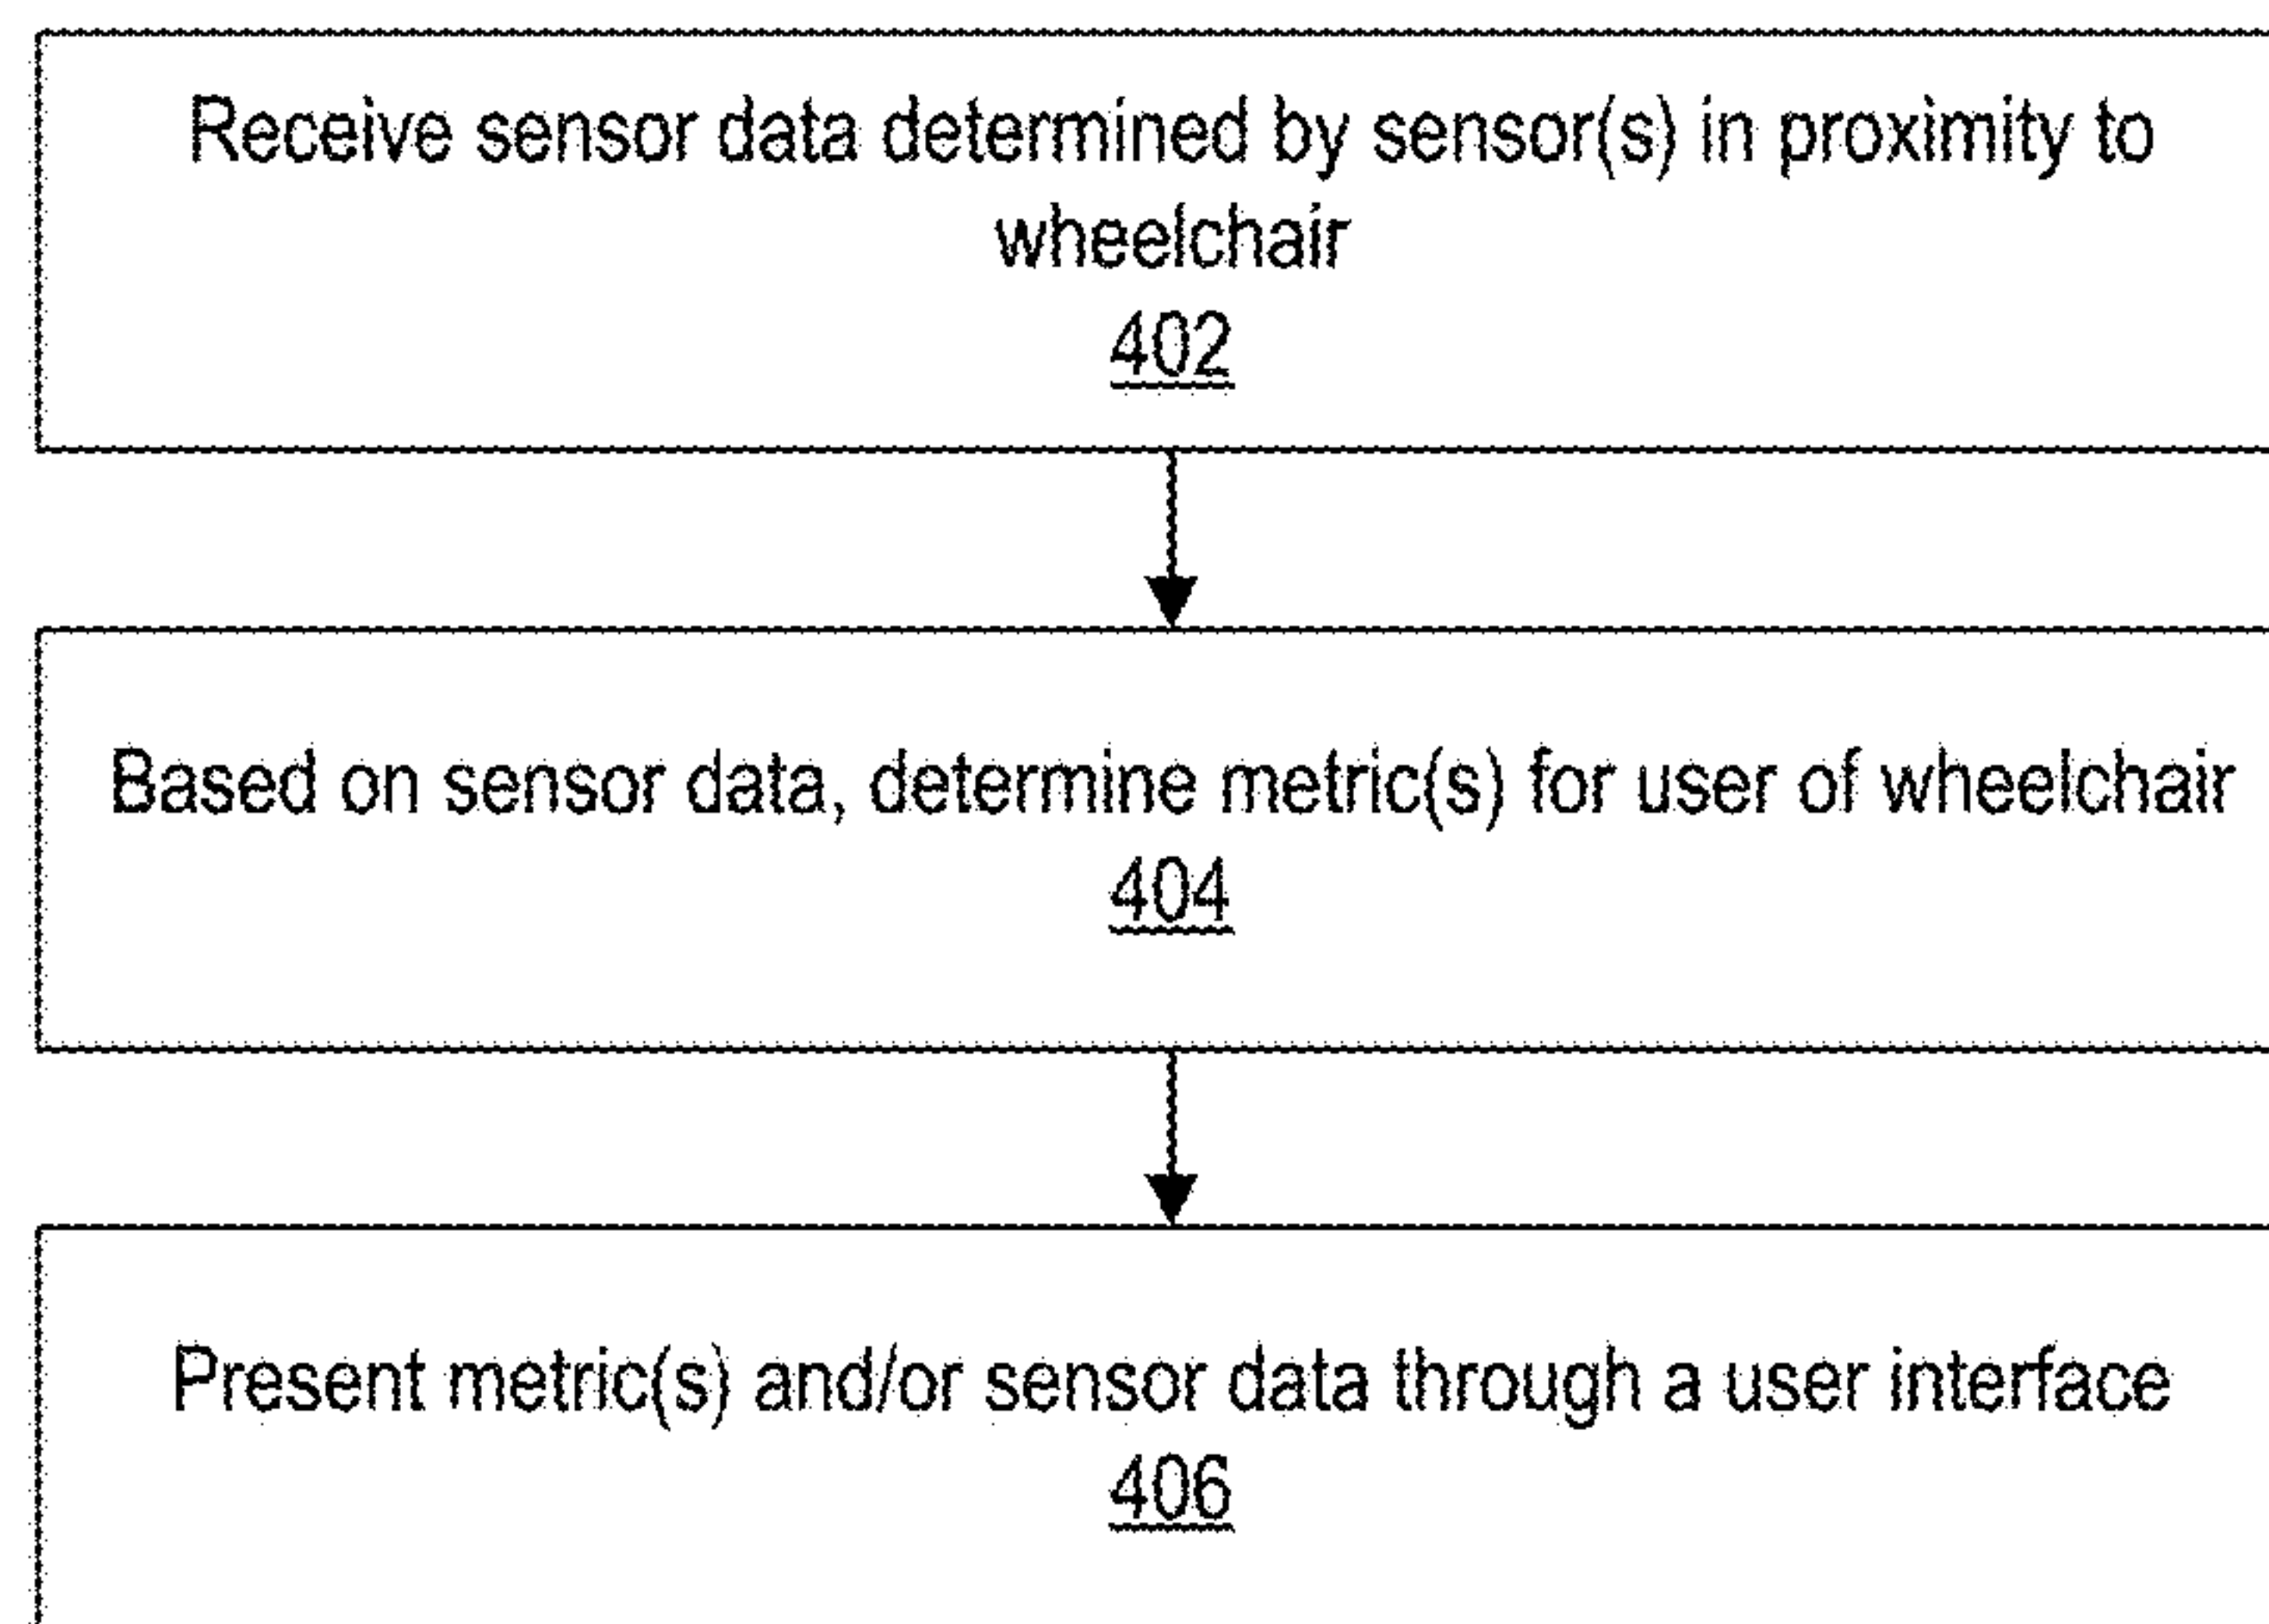 Receive sensor data determined by sensor(s) in proximity to
wheelchair
402
Based on sensor data, determine metric(s) for user of wheelchair
404
Present metric(s) and/or sensor data through a user interface
406